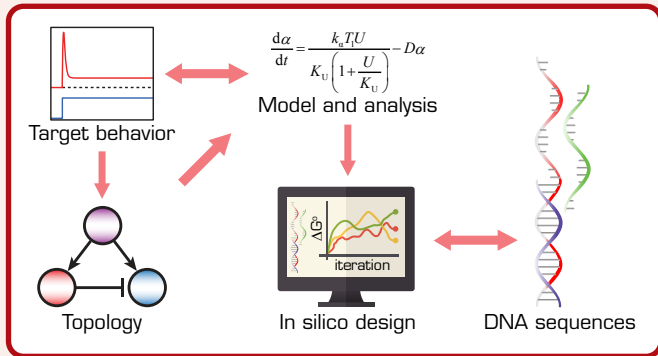 dα/dt = k_α T_1 U / K_U (1 + U/K_U) − Dα
Target behavior
Model and analysis
ΔG°
iteration
Topology
In silico design
DNA sequences